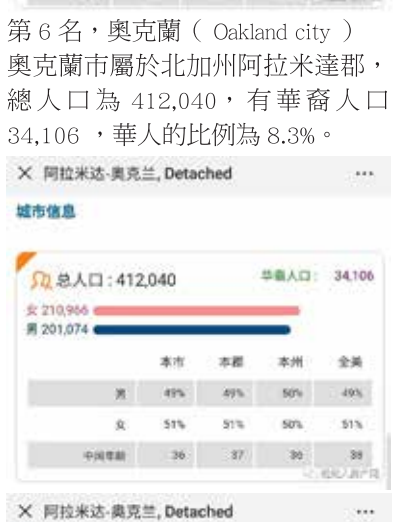 第 6 名，奧克蘭（ Oakland city ）
奧克蘭市屬於北加州阿拉米達郡，
總人口為 412,040，有華裔人口
34,106 ，華人的比例為 8.3%。
× 阿拉米达-奥克兰, Detached ···
城市信息
总人口 : 412,040 华裔人口: 34,106
女 210,966
男 201,074
本市 本郡 本州 全美
男 49% 49% 50% 49%
女 51% 51% 50% 51%
中间年龄 36 37 36 38
× 阿拉米达-奥克兰, Detached ···